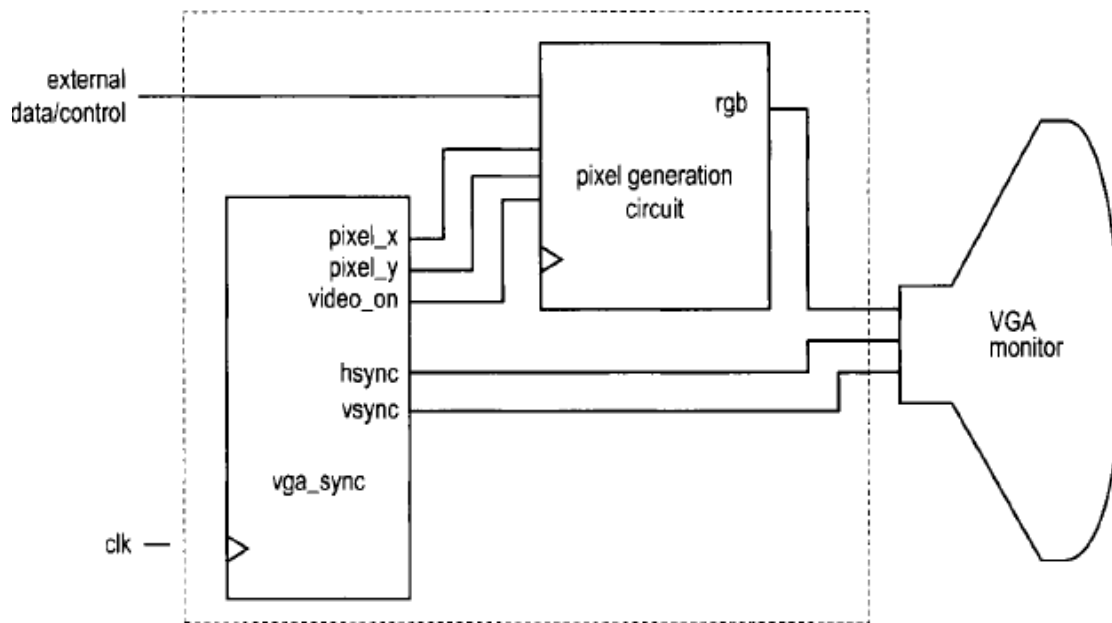 external
data/control
rgb
pixel generation
circuit
pixel_x
pixel_y
video_on
hsync
vsync
vga_sync
clk
VGA
monitor